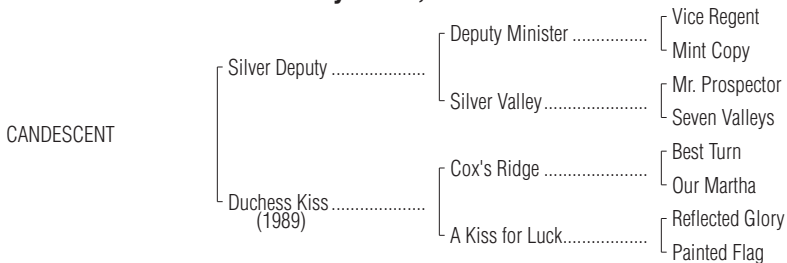 Vice Regent
Deputy Minister ................
Mint Copy
Silver Deputy ....................
Mr. Prospector
Silver Valley......................
Seven Valleys
CANDESCENT
Best Turn
Cox's Ridge ......................
Our Martha
Duchess Kiss ....................
(1989)
Reflected Glory
A Kiss for Luck..................
Painted Flag